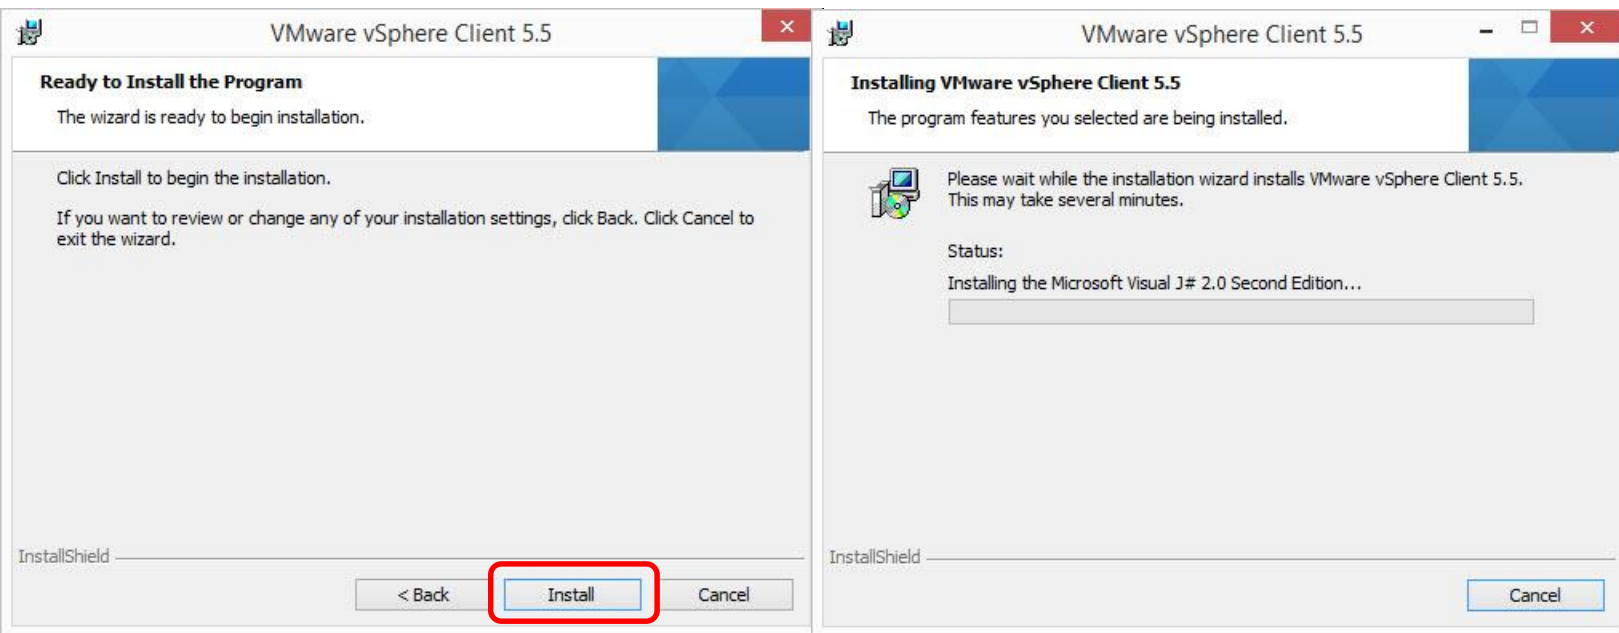 VMware vSphere Client 5.5
Ready to Install the Program
The wizard is ready to begin installation.
Click Install to begin the installation.
If you want to review or change any of your installation settings, click Back. Click Cancel to
exit the wizard.
InstallShield
< Back
Install
Cancel
VMware vSphere Client 5.5
Installing VMware vSphere Client 5.5
The program features you selected are being installed.
Please wait while the installation wizard installs VMware vSphere Client 5.5.
This may take several minutes.
Status:
Installing the Microsoft Visual J# 2.0 Second Edition...
InstallShield
Cancel